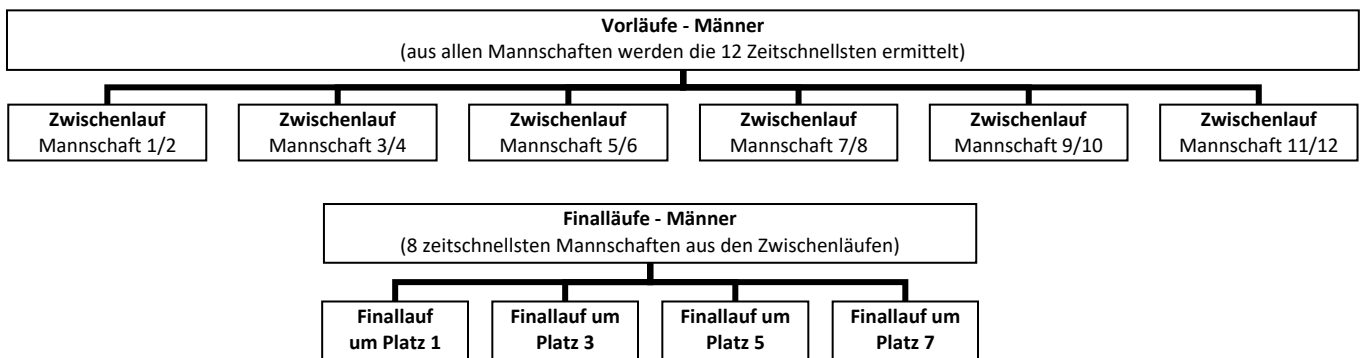 Vorläufe - Männer
(aus allen Mannschaften werden die 12 Zeitschnellsten ermittelt)
Zwischenlauf
Mannschaft 1/2
Zwischenlauf
Mannschaft 3/4
Zwischenlauf
Mannschaft 5/6
Zwischenlauf
Mannschaft 7/8
Zwischenlauf
Mannschaft 9/10
Zwischenlauf
Mannschaft 11/12
Finalläufe - Männer
(8 zeitschnellsten Mannschaften aus den Zwischenläufen)
Finallauf
um Platz 1
Finallauf um
Platz 3
Finallauf um
Platz 5
Finallauf um
Platz 7